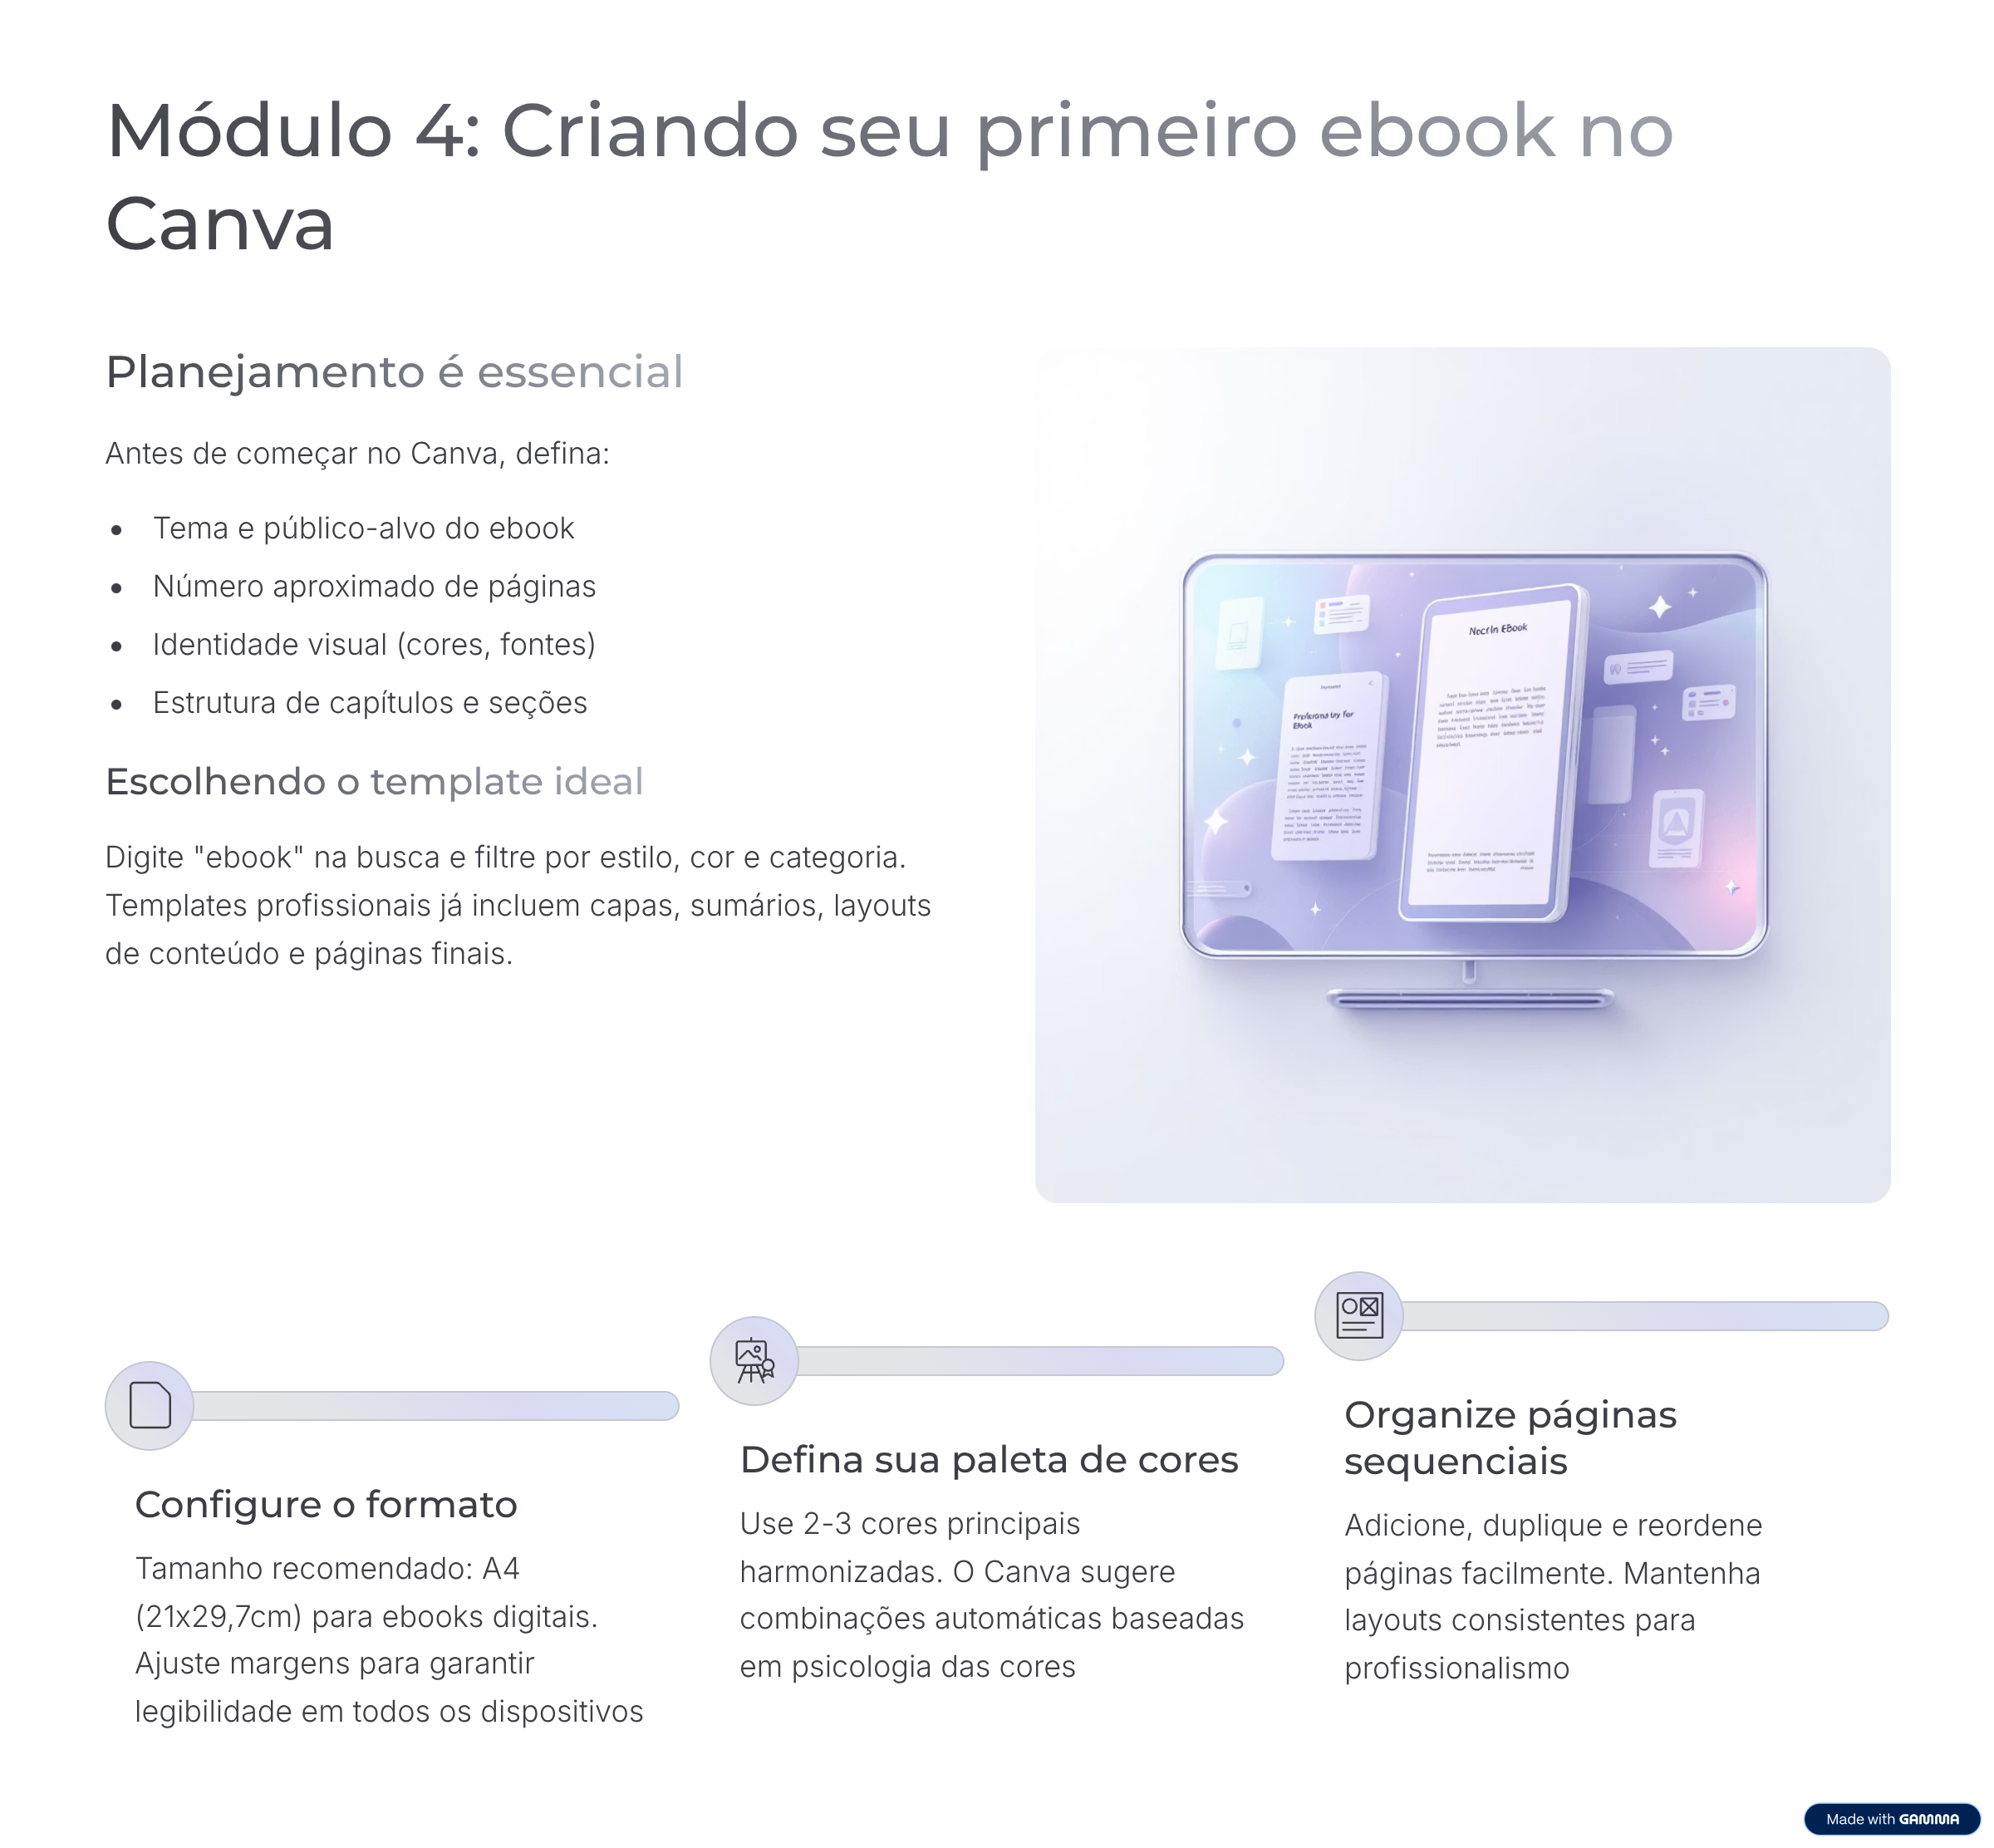 Módulo 4: Criando seu primeiro ebook no
Canva
Planejamento é essencial
Antes de começar no Canva, defina:
• Tema e público-alvo do ebook
• Número aproximado de páginas
• Identidade visual (cores, fontes)
• Estrutura de capítulos e seções
Escolhendo o template ideal
Digite "ebook" na busca e filtre por estilo, cor e categoria.
Templates profissionais já incluem capas, sumários, layouts
de conteúdo e páginas finais.
EBook
for
Ebook
Configure o formato
Tamanho recomendado: A4
(21x29,7cm) para ebooks digitais.
Ajuste margens para garantir
legibilidade em todos os dispositivos
Defina sua paleta de cores
Use 2-3 cores principais
harmonizadas. O Canva sugere
combinações automáticas baseadas
em psicologia das cores
Organize páginas
sequenciais
Adicione, duplique e reordene
páginas facilmente. Mantenha
layouts consistentes para
profissionalismo
Made with GAMMA